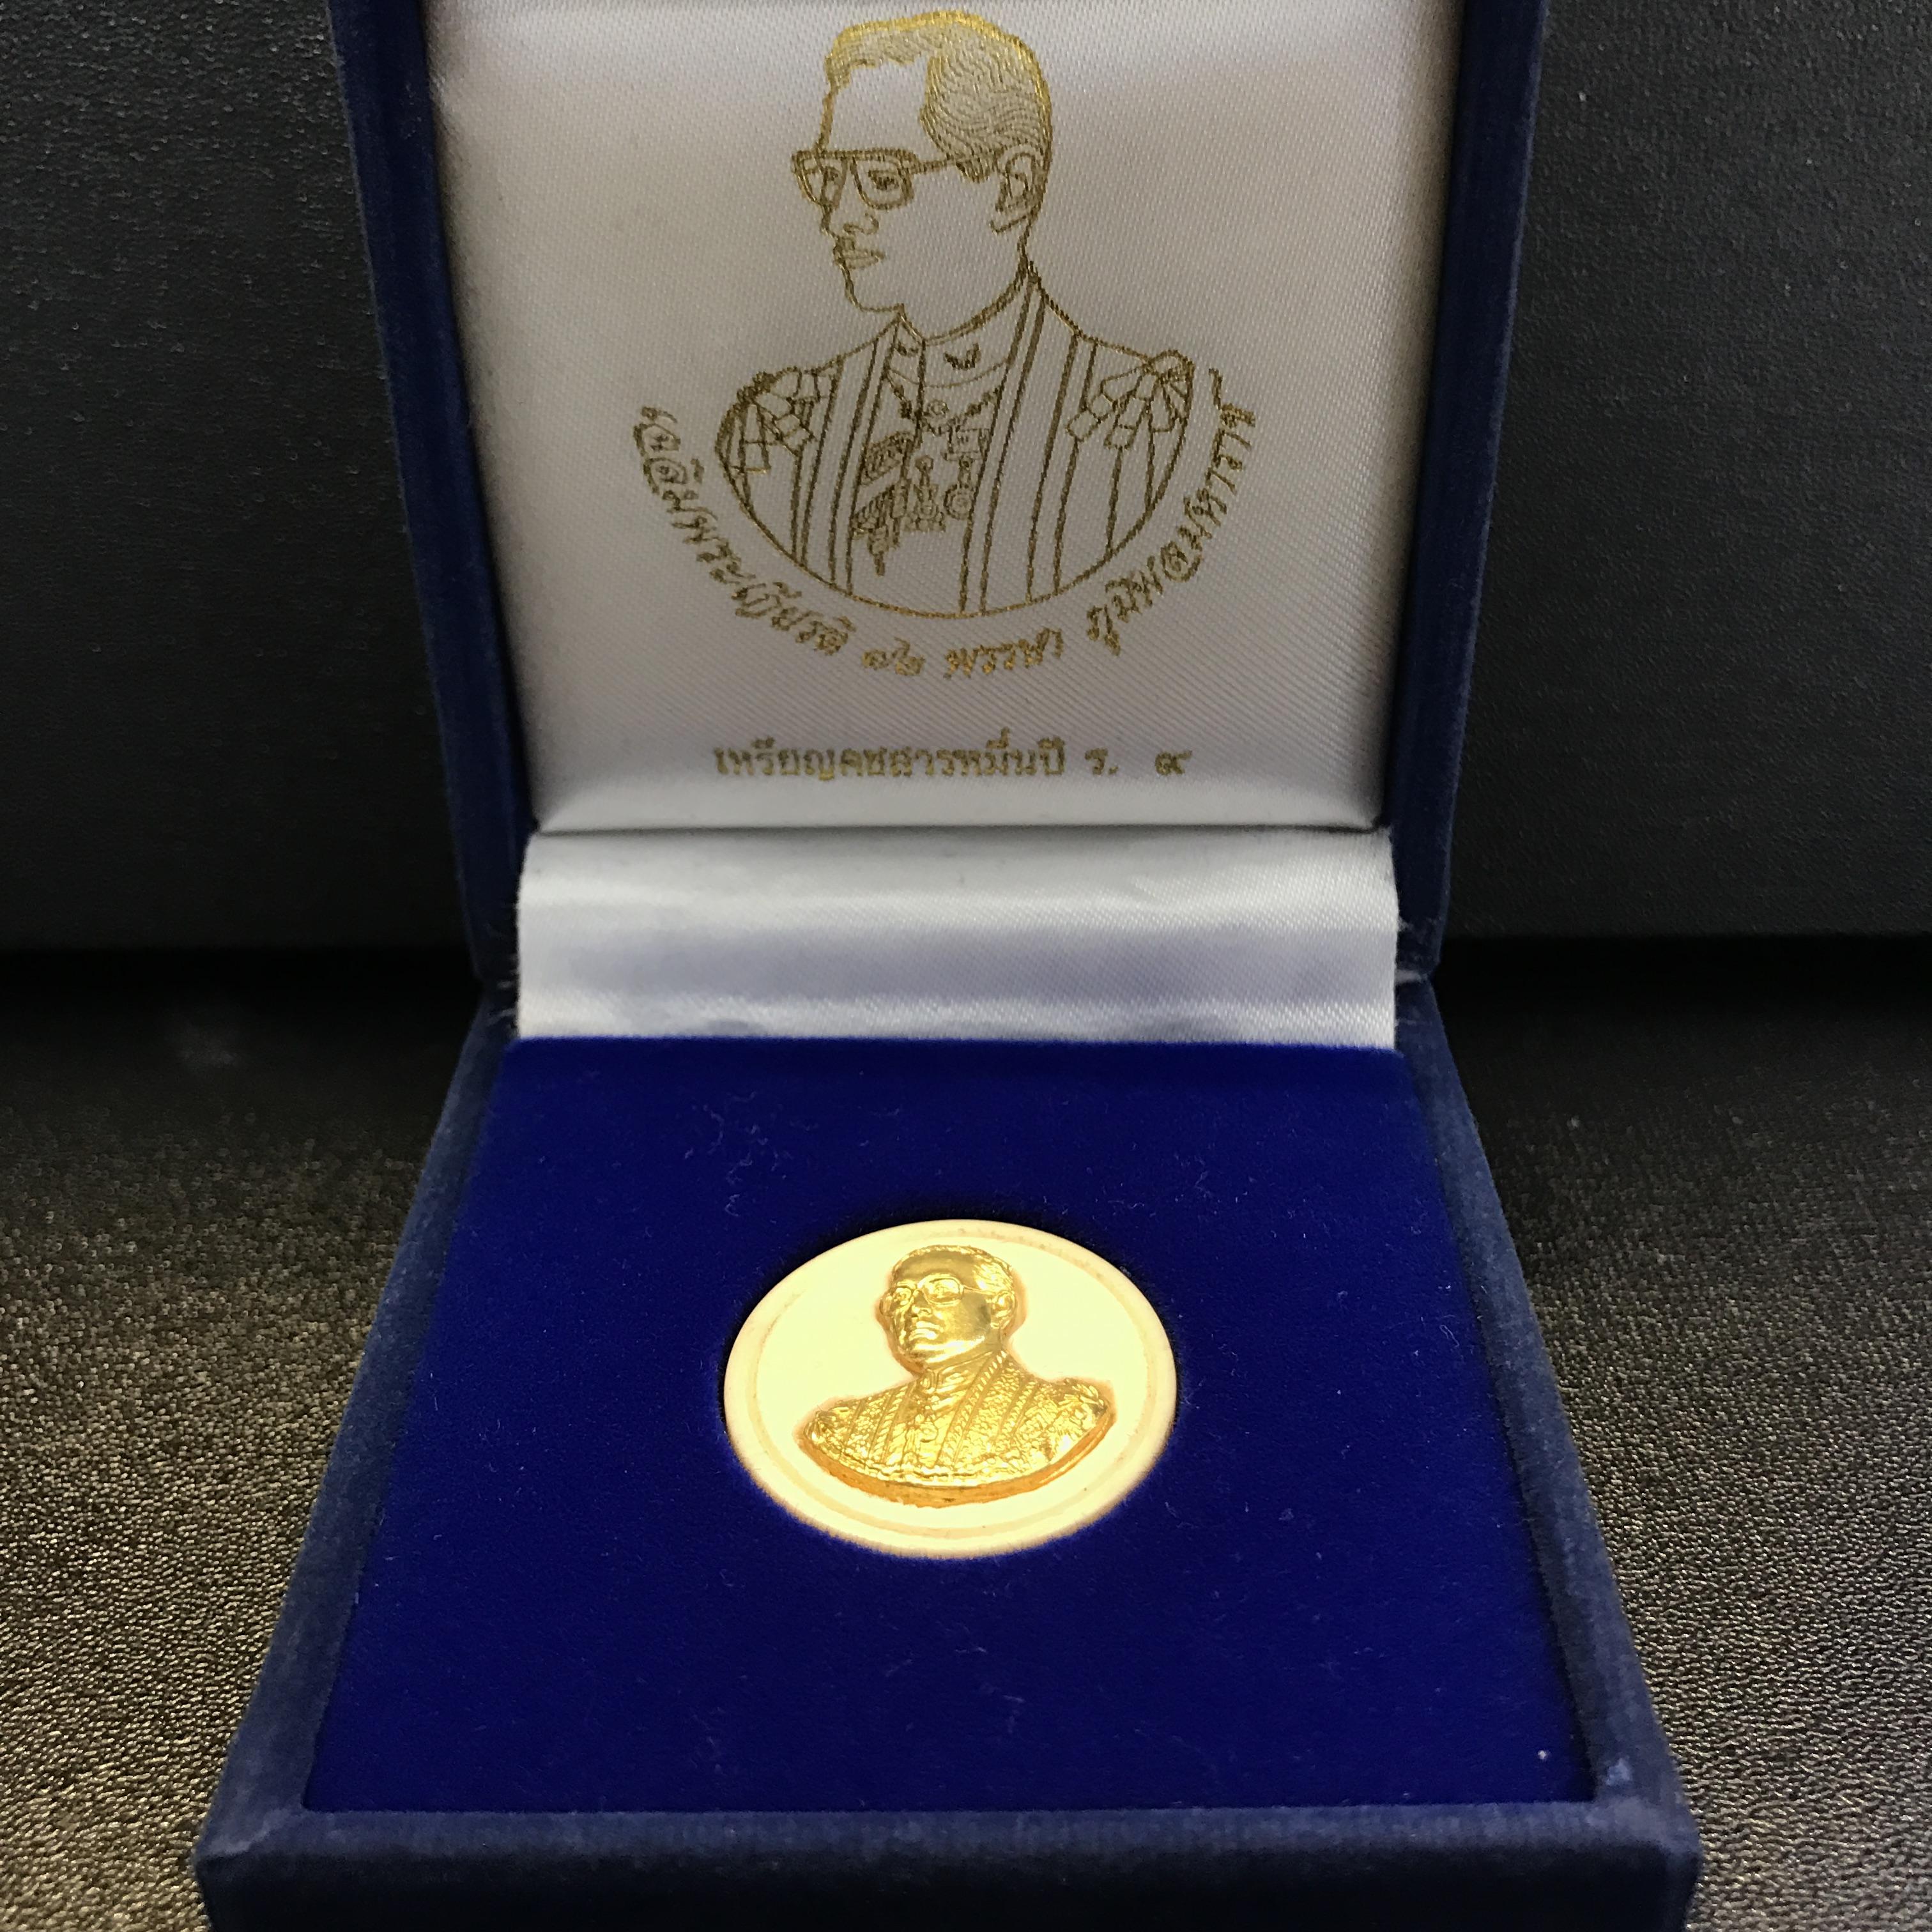 เฉลิมพระเกียรติ ๗๒ พรรษา ภูมิพลมหาราช
เหรียญคชสารหมื่นปี ร. ๙